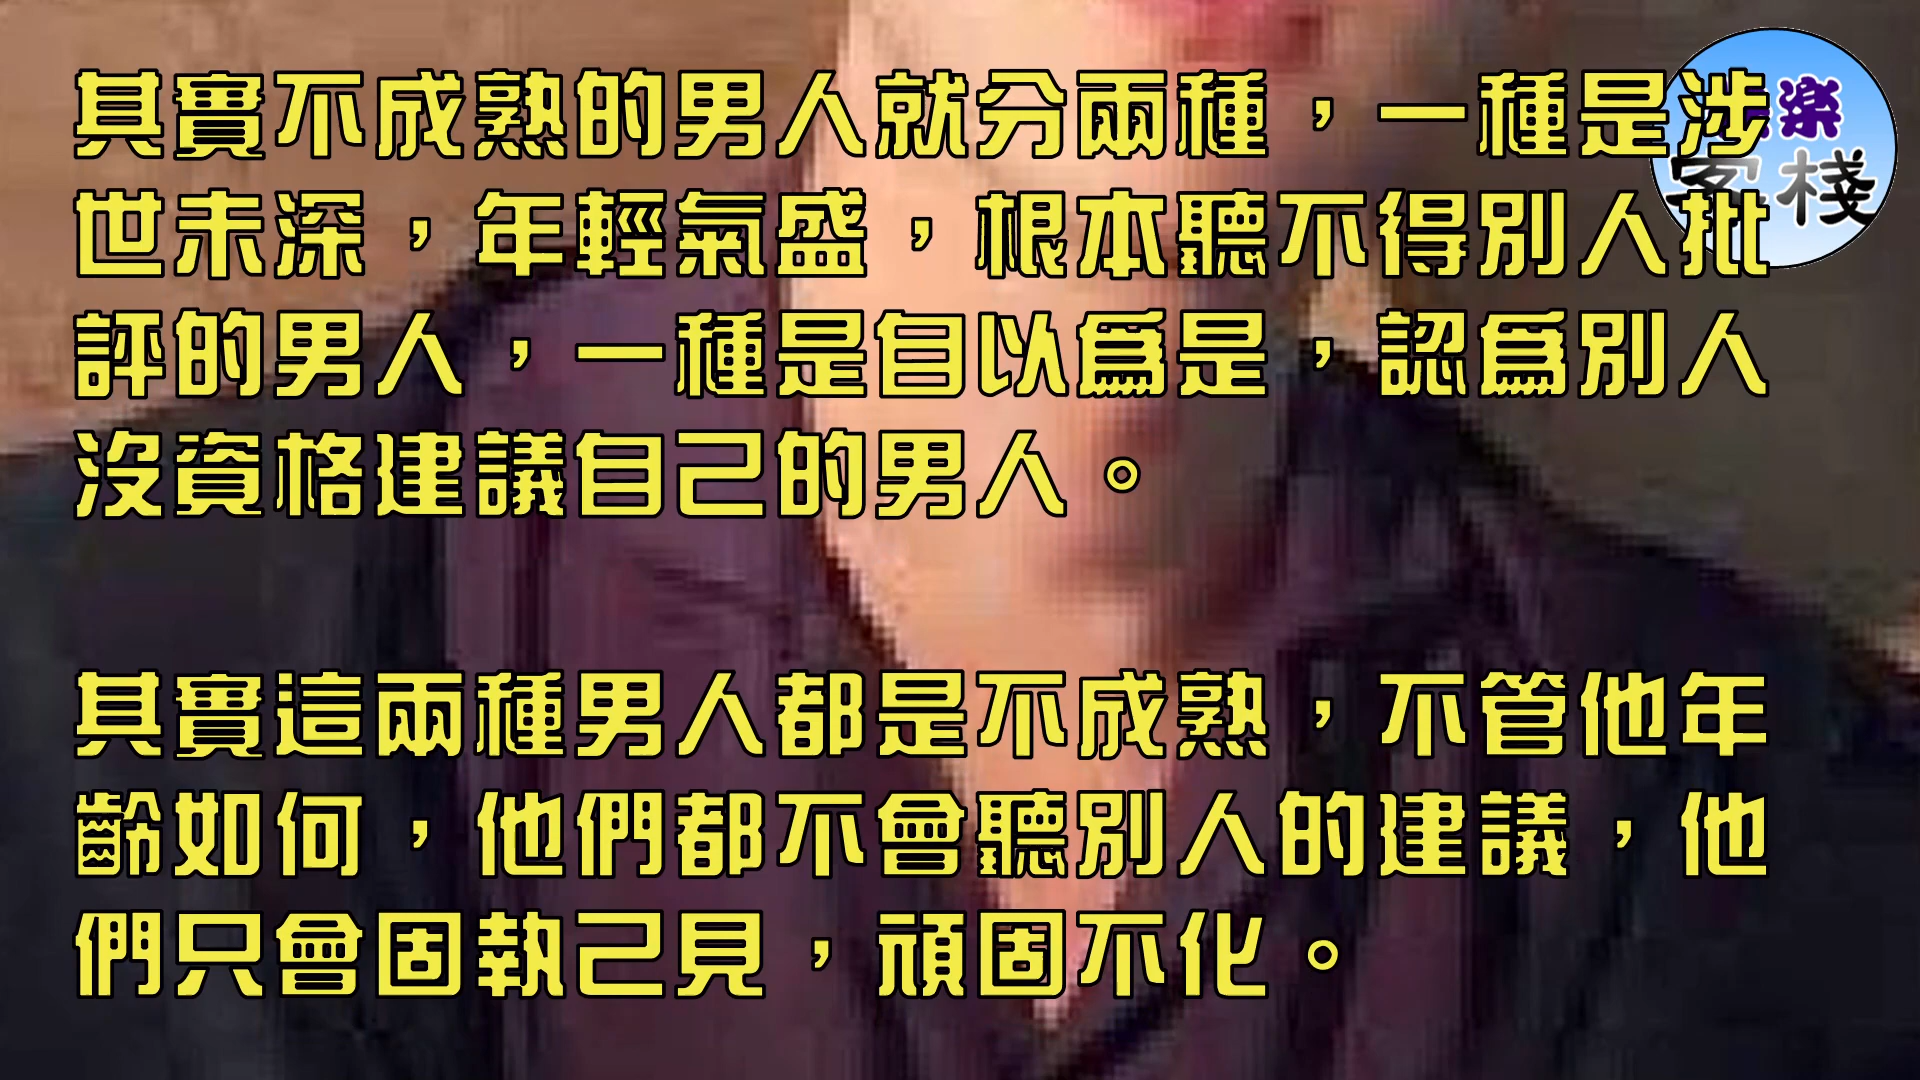 其實不成熟的男人就分兩種，一種是涉
世未深，年輕氣盛，根本聽不得別人批
評的男人，一種是自以爲是，認爲別人
沒資格建議自己的男人。
其實這兩種男人都是不成熟，不管他年
齡如何，他們都不會聽別人的建議，他
們只會固執己見，頑固不化。
楽
客栈